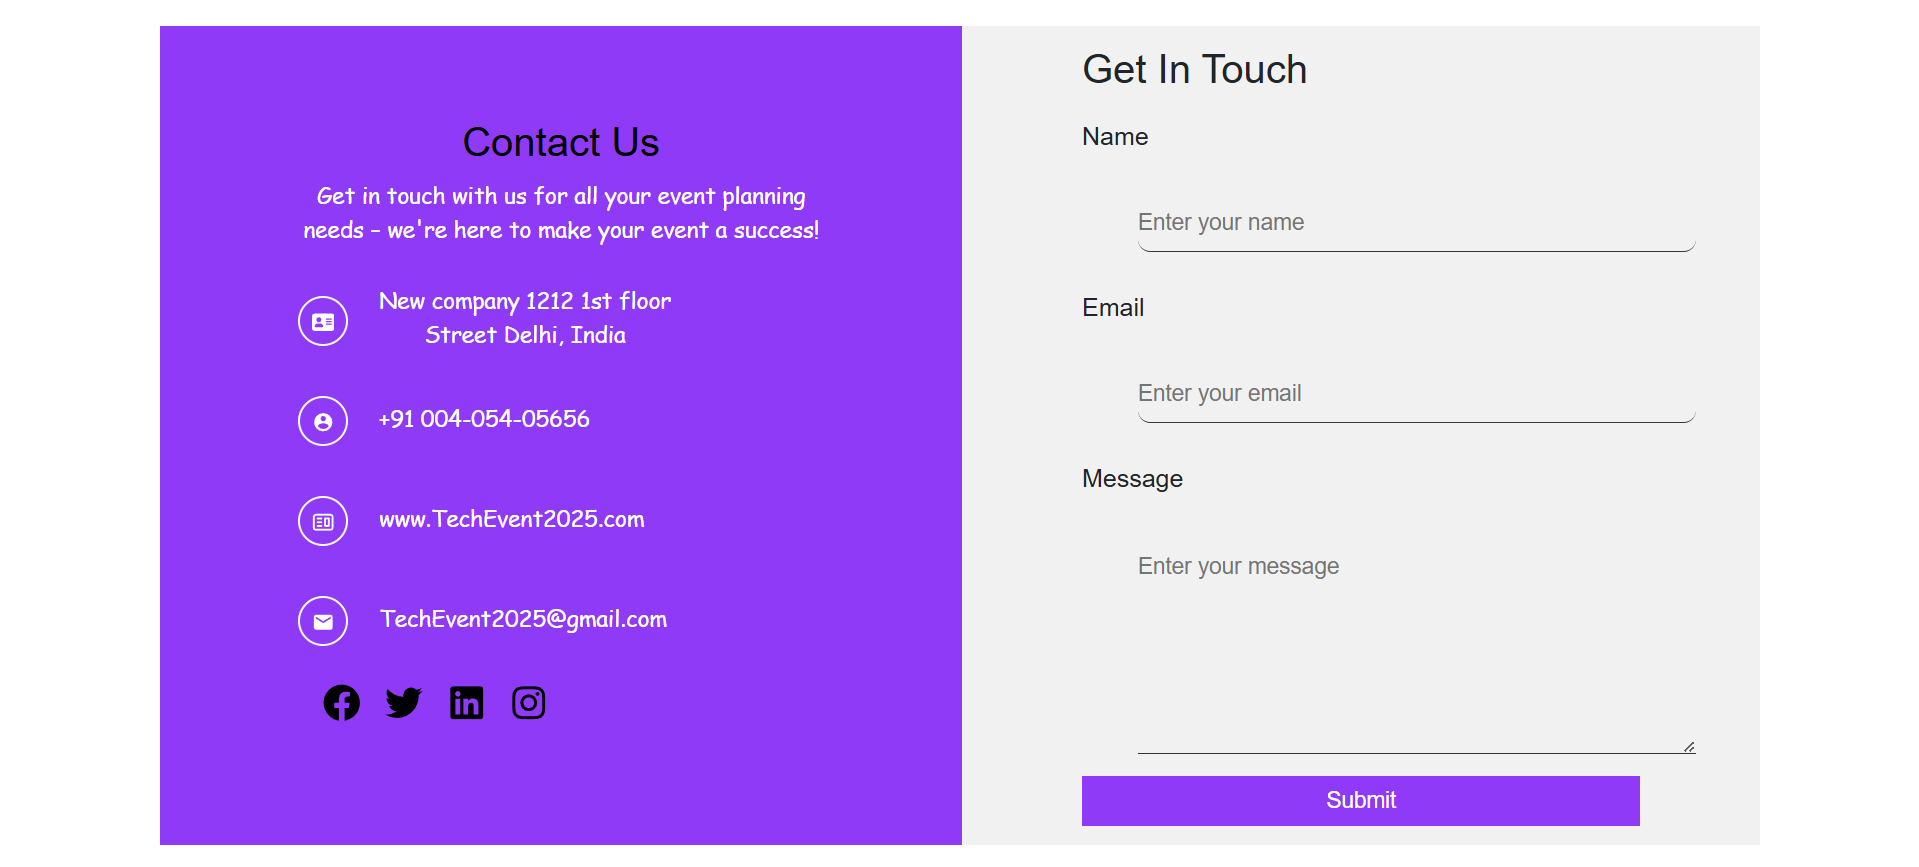 Contact Us
Get in touch with us for all your event planning
needs - we're here to make your event a success!
New company 1212 1st floor
Street Delhi, India
+91 004-054-05656
www.TechEvent2025.com
TechEvent2025@gmail.com
Get In Touch
Name
Enter your name
Email
Enter your email
Message
Enter your message
Submit